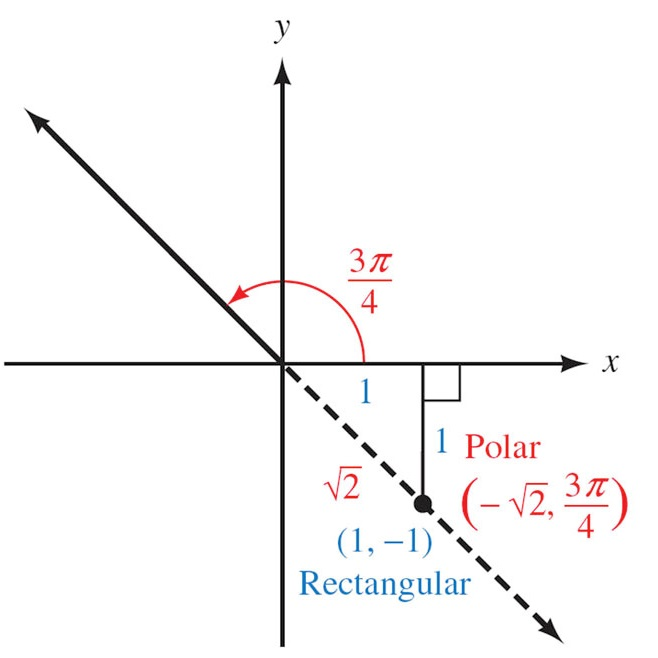 y
3π/4
x
1
1 Polar
√2
(− √2, 3π/4)
(1, −1)
Rectangular